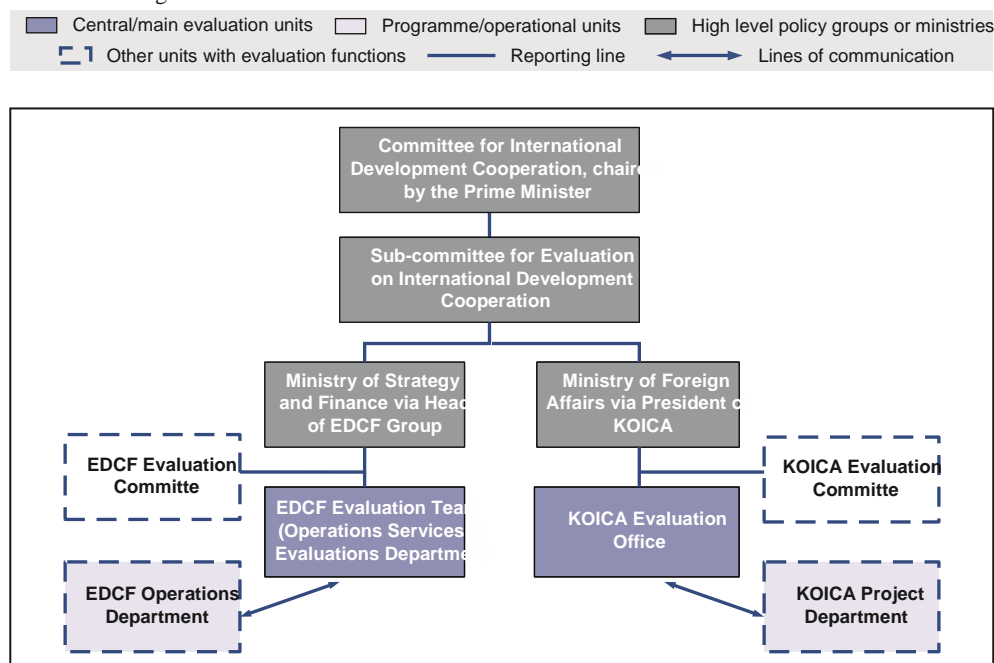 Central/main evaluation units Programme/operational units High level policy groups or ministries
Other units with evaluation functions Reporting line Lines of communication
Committee for International
Development Cooperation, chaire
by the Prime Minister
Sub-committee for Evaluation
on International Development
Cooperation
Ministry of Strategy
and Finance via Head
of EDCF Group
Ministry of Foreign
Affairs via President o
KOICA
EDCF Evaluation
Committe
KOICA Evaluation
Committe
EDCF Evaluation Tea
(Operations Services
Evaluations Departme
KOICA Evaluation
Office
EDCF Operations
Department
KOICA Project
Department